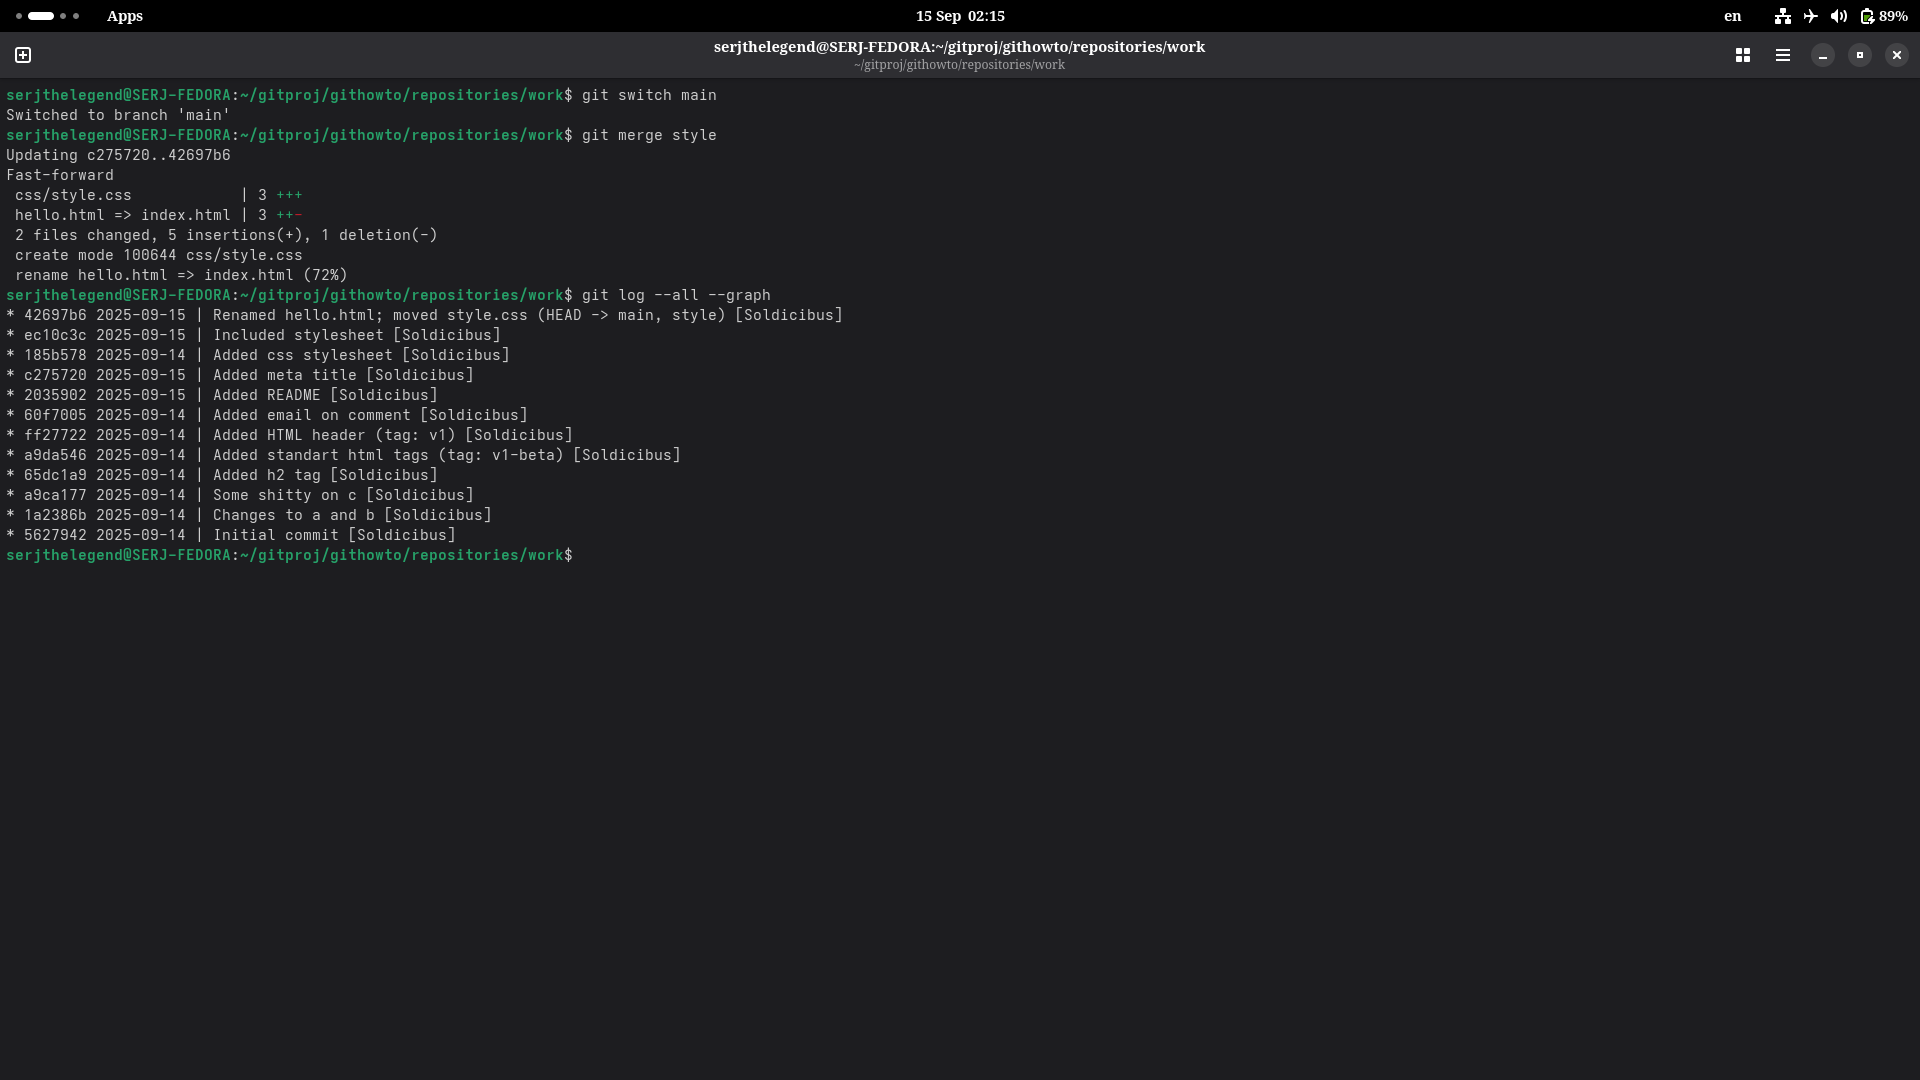 Apps 15 Sep 02:15 en 89%
serjthelegend@SERJ-FEDORA:~/gitproj/githowto/repositories/work
~/gitproj/githowto/repositories/work
serjthelegend@SERJ-FEDORA:~/gitproj/githowto/repositories/work$ git switch main
Switched to branch 'main'
serjthelegend@SERJ-FEDORA:~/gitproj/githowto/repositories/work$ git merge style
Updating c275720..42697b6
Fast-forward
 css/style.css            | 3 +++
 hello.html => index.html | 3 ++-
 2 files changed, 5 insertions(+), 1 deletion(-)
 create mode 100644 css/style.css
 rename hello.html => index.html (72%)
serjthelegend@SERJ-FEDORA:~/gitproj/githowto/repositories/work$ git log --all --graph
* 42697b6 2025-09-15 | Renamed hello.html; moved style.css (HEAD -> main, style) [Soldicibus]
* ec10c3c 2025-09-15 | Included stylesheet [Soldicibus]
* 185b578 2025-09-14 | Added css stylesheet [Soldicibus]
* c275720 2025-09-15 | Added meta title [Soldicibus]
* 2035902 2025-09-15 | Added README [Soldicibus]
* 60f7005 2025-09-14 | Added email on comment [Soldicibus]
* ff27722 2025-09-14 | Added HTML header (tag: v1) [Soldicibus]
* a9da546 2025-09-14 | Added standart html tags (tag: v1-beta) [Soldicibus]
* 65dc1a9 2025-09-14 | Added h2 tag [Soldicibus]
* a9ca177 2025-09-14 | Some shitty on c [Soldicibus]
* 1a2386b 2025-09-14 | Changes to a and b [Soldicibus]
* 5627942 2025-09-14 | Initial commit [Soldicibus]
serjthelegend@SERJ-FEDORA:~/gitproj/githowto/repositories/work$